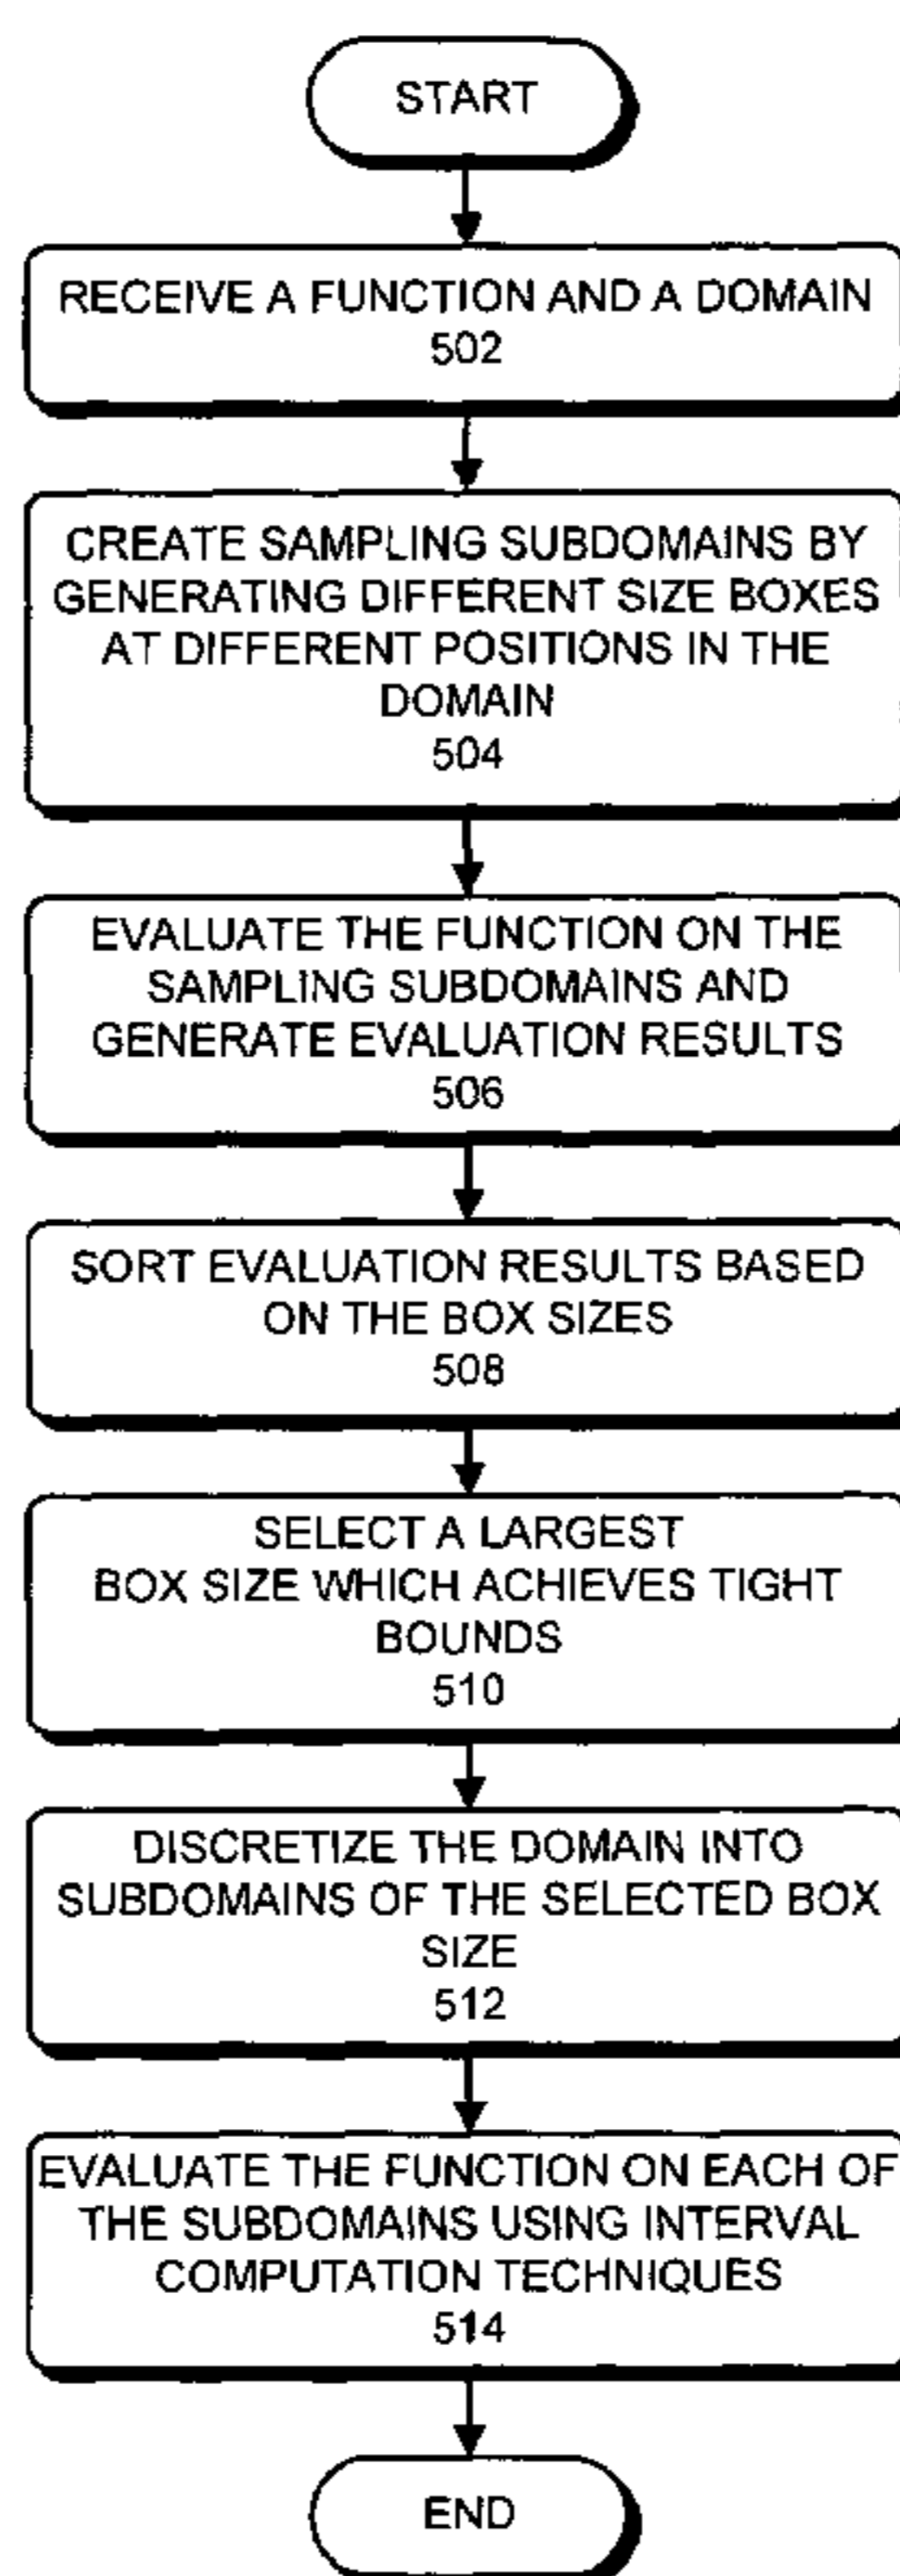 START
RECEIVE A FUNCTION AND A DOMAIN
502
CREATE SAMPLING SUBDOMAINS BY
GENERATING DIFFERENT SIZE BOXES
AT DIFFERENT POSITIONS IN THE
DOMAIN
504
EVALUATE THE FUNCTION ON THE
SAMPLING SUBDOMAINS AND
GENERATE EVALUATION RESULTS
506
SORT EVALUATION RESULTS BASED
ON THE BOX SIZES
508
SELECT A LARGEST
BOX SIZE WHICH ACHIEVES TIGHT
BOUNDS
510
DISCRETIZE THE DOMAIN INTO
SUBDOMAINS OF THE SELECTED BOX
SIZE
512
EVALUATE THE FUNCTION ON EACH OF
THE SUBDOMAINS USING INTERVAL
COMPUTATION TECHNIQUES
514
END